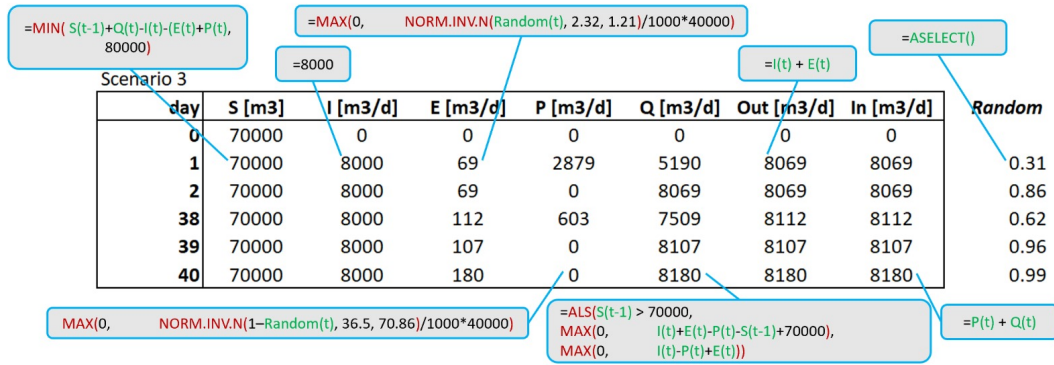 =MIN( S(t-1)+Q(t)-I(t)-(E(t)+P(t),
80000)
=MAX(0, NORM.INV.N(Random(t), 2.32, 1.21)/1000*40000)
=8000
=I(t) + E(t)
=ASELECT()
Scenario 3
day S [m3] I [m3/d] E [m3/d] P [m3/d] Q [m3/d] Out [m3/d] In [m3/d] Random
0 70000 0 0 0 0 0 0
1 70000 8000 69 2879 5190 8069 8069 0.31
2 70000 8000 69 0 8069 8069 8069 0.86
38 70000 8000 112 603 7509 8112 8112 0.62
39 70000 8000 107 0 8107 8107 8107 0.96
40 70000 8000 180 0 8180 8180 8180 0.99
MAX(0, NORM.INV.N(1–Random(t), 36.5, 70.86)/1000*40000)
=ALS(S(t-1) > 70000,
MAX(0, I(t)+E(t)-P(t)-S(t-1)+70000),
MAX(0, I(t)-P(t)+E(t)))
=P(t) + Q(t)